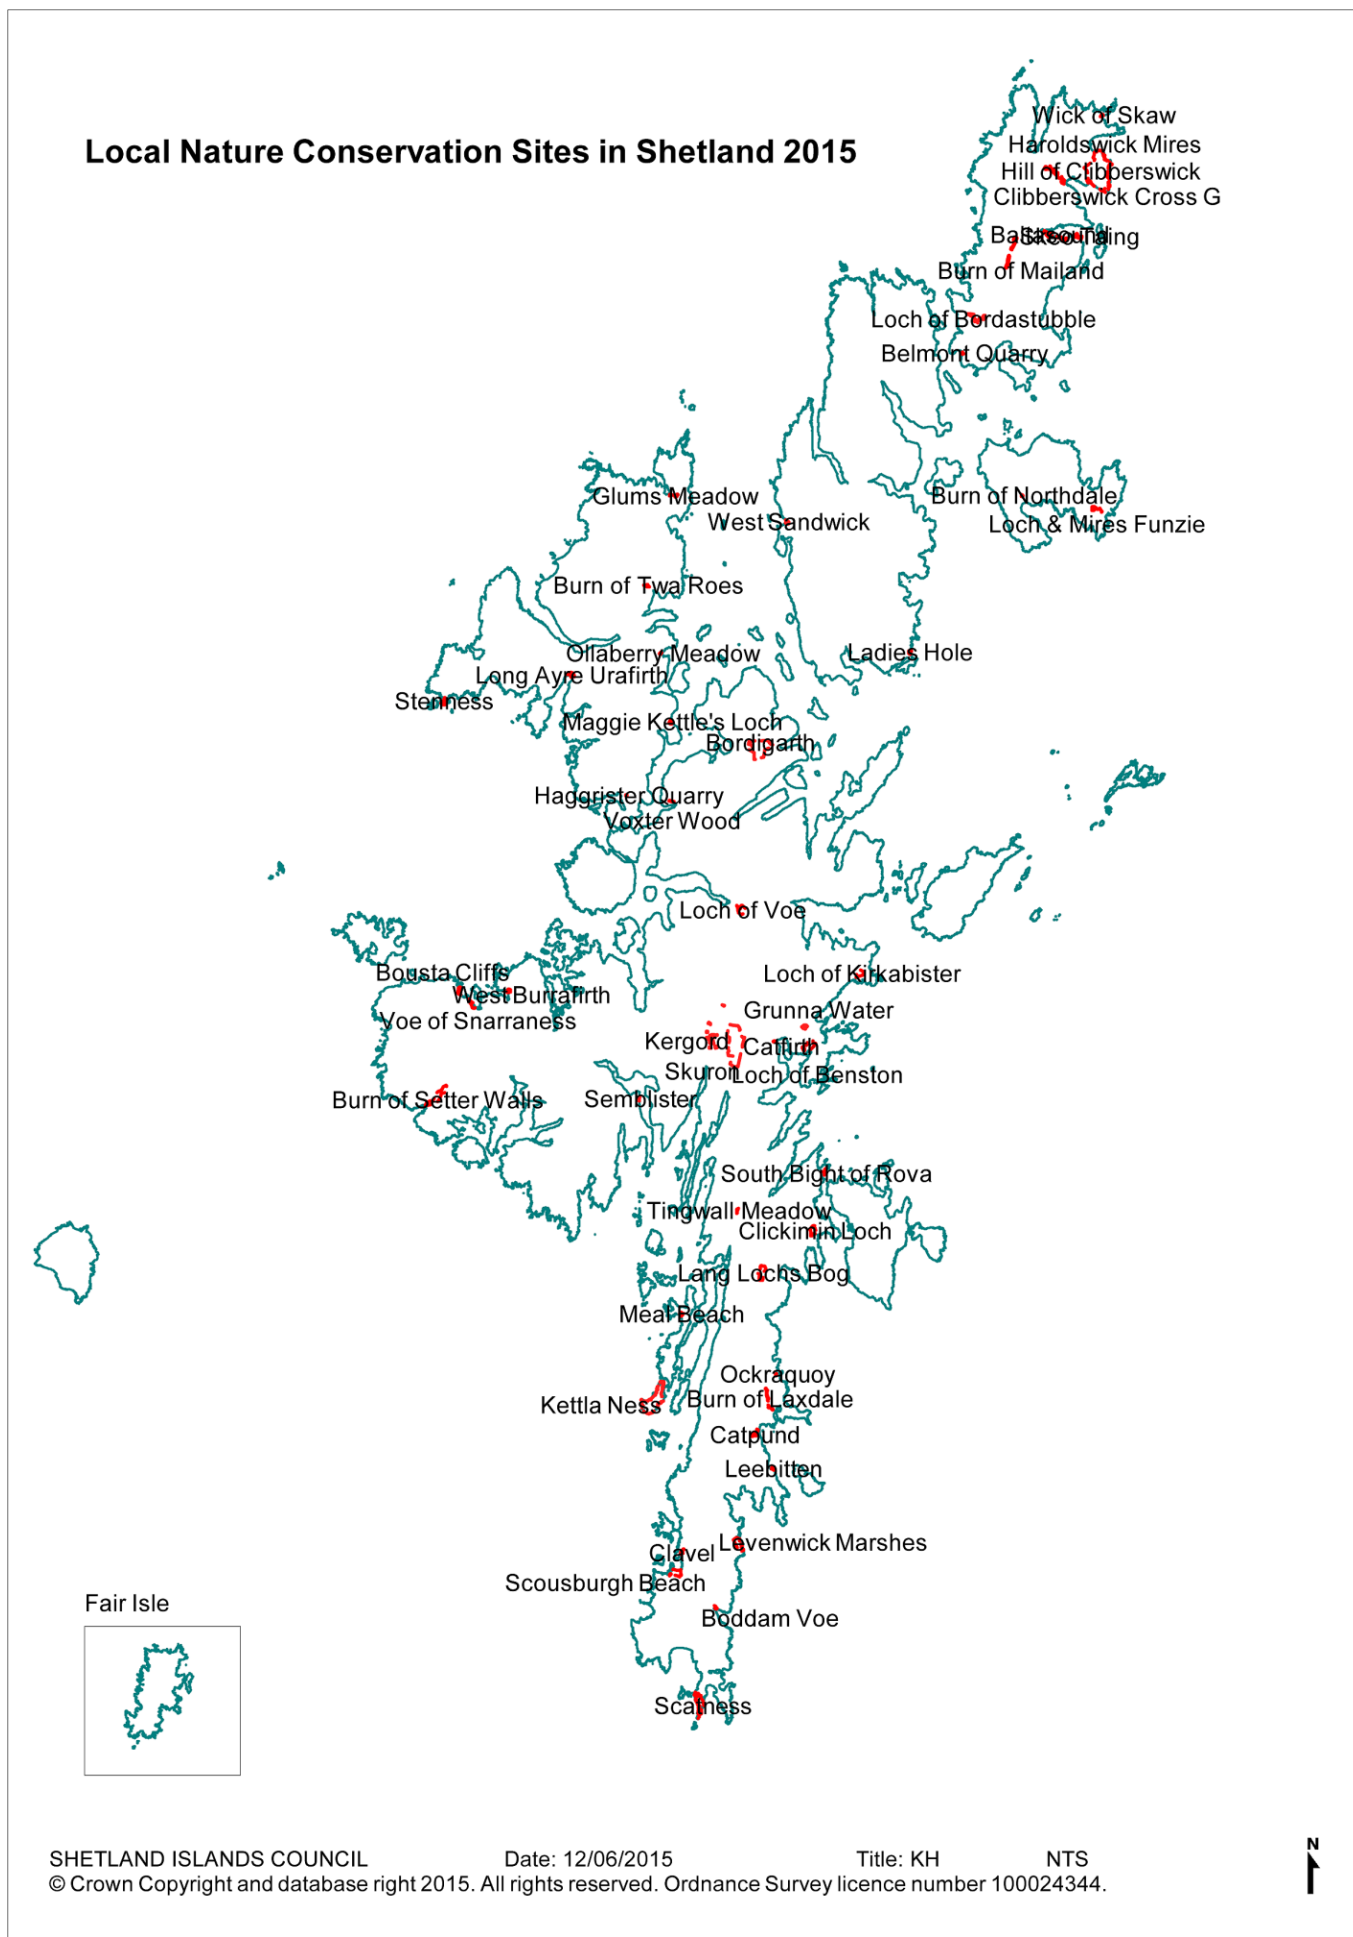 Local Nature Conservation Sites in Shetland 2015
Wick of Skaw
Haroldswick Mires
Hill of Clibberswick
Clibberswick Cross G
Baltasound
Skeo Taing
Burn of Mailand
Loch of Bordastubble
Belmont Quarry
Glums Meadow
Burn of Northdale
West Sandwick
Loch & Mires Funzie
Burn of Twa Roes
Ollaberry Meadow
Ladies Hole
Long Ayre Urafirth
Stenness
Maggie Kettle's Loch
Bordigarth
Haggrister Quarry
Voxter Wood
Loch of Voe
Bousta Cliffs
Loch of Kirkabister
West Burrafirth
Voe of Snarraness
Grunna Water
Kergord
Catfirth
Skuron
Loch of Benston
Burn of Setter Walls
Semblister
South Bight of Rova
Tingwall Meadow
Clickimin Loch
Lang Lochs Bog
Meal Beach
Ockraquoy
Burn of Laxdale
Kettla Ness
Catpund
Leebitten
Levenwick Marshes
Clavel
Scousburgh Beach
Fair Isle
Boddam Voe
Scatness
N
SHETLAND ISLANDS COUNCIL Date: 12/06/2015 Title: KH NTS
© Crown Copyright and database right 2015. All rights reserved. Ordnance Survey licence number 100024344.